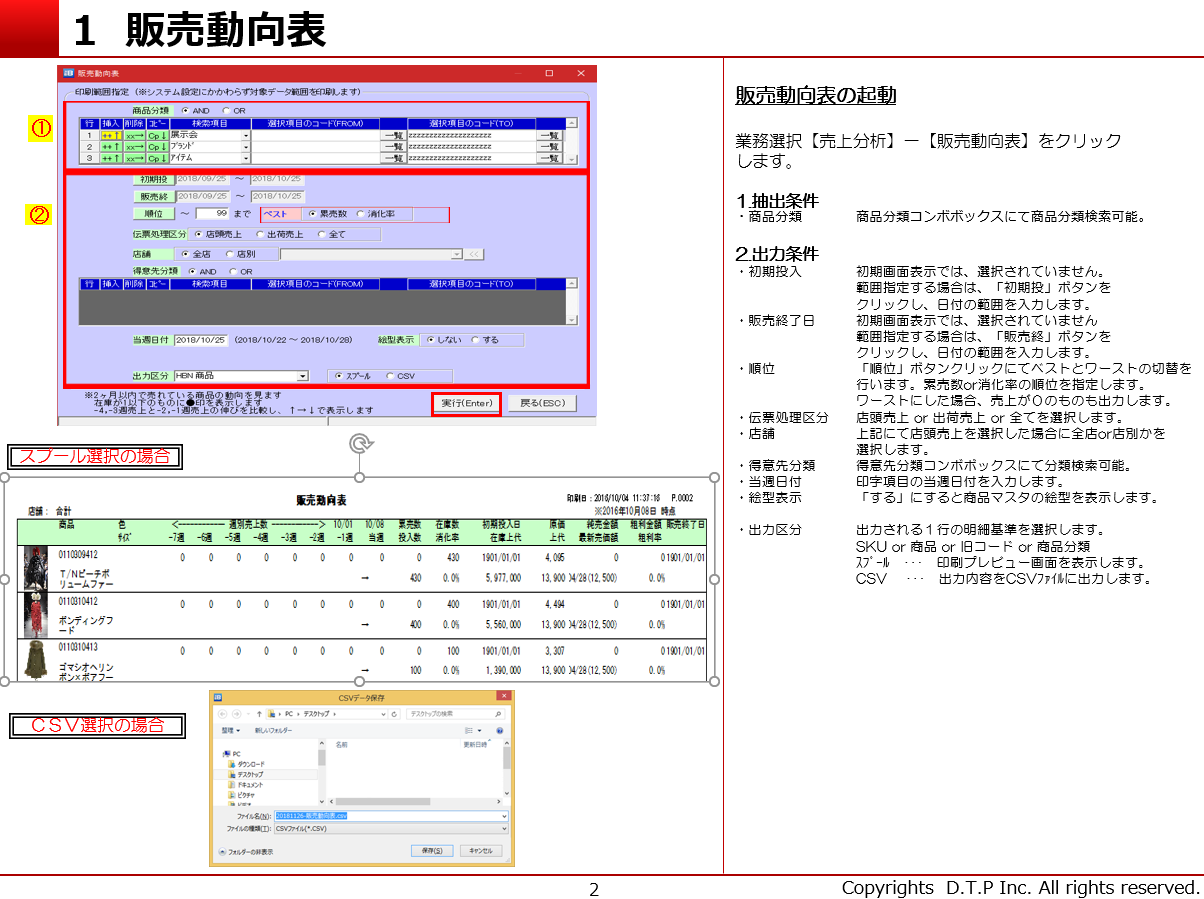 1 販売動向表
販売動向表
印刷範囲指定（※システム設定にかかわらず対象データ範囲を印刷します）
①
商品分類 AND OR
行 挿入 削除 ｺﾋﾟｰ 検索項目 選択項目のコード(FROM) 選択項目のコード(TO)
1 ++↑ xx→ Cp↓ 展示会 一覧 zzzzzzzzzzzzzzzzzzzz 一覧
2 ++↑ xx→ Cp↓ ﾌﾞﾗﾝﾄﾞ 一覧 zzzzzzzzzzzzzzzzzzzz 一覧
3 ++↑ xx→ Cp↓ ｱｲﾃﾑ 一覧 zzzzzzzzzzzzzzzzzzzz 一覧
②
初期投 2018/09/25 ～ 2018/10/25
販売終 2018/09/25 ～ 2018/10/25
順位 ～ 99 まで ベスト 累売数 消化率
伝票処理区分 店頭売上 出荷売上 全て
店舗 全店 店別 <<
得意先分類 AND OR
行 挿入 削除 ｺﾋﾟｰ 検索項目 選択項目のコード(FROM) 選択項目のコード(TO)
当週日付 2018/10/25 (2018/10/22 ～ 2018/10/28) 絵型表示 しない する
出力区分 HBN 商品 ｽﾌﾟｰﾙ CSV
※2ヶ月以内で売れている商品の動向を見ます
在庫が1以下のものに●印を表示します
-4,-3週売上と-2,-1週売上の伸びを比較し、↑→↓で表示します
実行(Enter) 戻る(ESC)
スプール選択の場合
販売動向表
印刷日：2016/10/04 11:37:16 P.0002
店舗： 合計 ※2016年10月08日 時点
商品 色 <------------ 週別売上数 ------------> 10/01 10/08 累売数 在庫数 初期投入日 原価 純売金額 粗利金額 販売終了日
ｻｲｽﾞ -7週 -6週 -5週 -4週 -3週 -2週 -1週 当週 投入数 消化率 在庫上代 上代 最新売価額 粗利率
0110309412 0 0 0 0 0 0 0 0 0 430 1901/01/01 4,095 0 0 1901/01/01
T/Nピーチボ
リュームファー → 430 0.0% 5,977,000 13,900 )4/28(12,500) 0.0%
0110310412 0 0 0 0 0 0 0 0 0 400 1901/01/01 4,494 0 0 1901/01/01
ボンディングフ
ード → 400 0.0% 5,560,000 13,900 )4/28(12,500) 0.0%
0110310413 0 0 0 0 0 0 0 0 0 100 1901/01/01 3,307 0 0 1901/01/01
ゴマシオヘリン
ボン×ボアフー → 100 0.0% 1,390,000 13,900 )4/28(12,500) 0.0%
ＣＳＶ選択の場合
CSVデータ保存
PC デスクトップ デスクトップの検索
整理 新しいフォルダー
名前 更新日時
PC
ダウンロード
デスクトップ
ドキュメント
ピクチャ
ビデオ
ファイル名(N): 20181126-販売動向表.csv
ファイルの種類(T): CSVファイル(*.CSV)
フォルダーの非表示 保存(S) キャンセル
販売動向表の起動
業務選択【売上分析】－【販売動向表】をクリック
します。
１.抽出条件
・商品分類 商品分類コンボボックスにて商品分類検索可能。
２.出力条件
・初期投入 初期画面表示では、選択されていません。
範囲指定する場合は、「初期投」ボタンを
クリックし、日付の範囲を入力します。
・販売終了日 初期画面表示では、選択されていません
範囲指定する場合は、「販売終」ボタンを
クリックし、日付の範囲を入力します。
・順位 「順位」ボタンクリックにてベストとワーストの切替を
行います。累売数or消化率の順位を指定します。
ワーストにした場合、売上が０のものも出力します。
・伝票処理区分 店頭売上 or 出荷売上 or 全てを選択します。
・店舗 上記にて店頭売上を選択した場合に全店or店別かを
選択します。
・得意先分類 得意先分類コンボボックスにて分類検索可能。
・当週日付 印字項目の当週日付を入力します。
・絵型表示 「する」にすると商品マスタの絵型を表示します。
・出力区分 出力される１行の明細基準を選択します。
SKU or 商品 or 旧コード or 商品分類
ｽﾌﾟｰﾙ ･･･ 印刷プレビュー画面を表示します。
CSV ･･･ 出力内容をCSVﾌｧｲﾙに出力します。
2
Copyrights D.T.P Inc. All rights reserved.